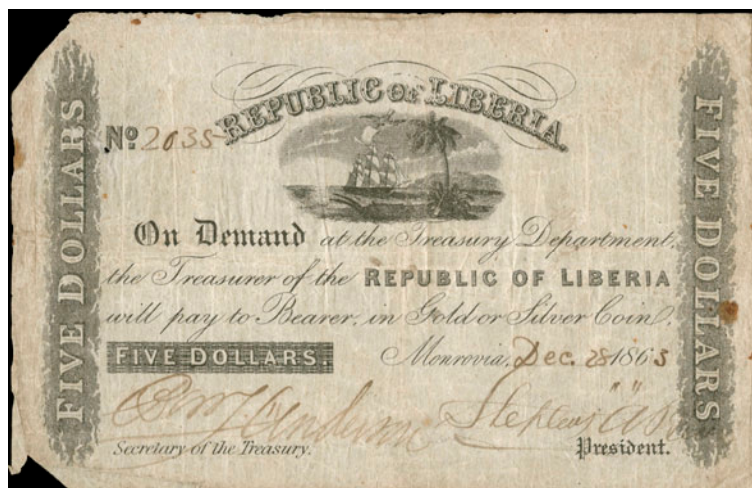 REPUBLIC OF LIBERIA
No 2035
FIVE DOLLARS
FIVE DOLLARS
On Demand at the Treasury Department,
the Treasurer of the REPUBLIC OF LIBERIA
will pay to Bearer, in Gold or Silver Coin,
FIVE DOLLARS. Monrovia, Dec. 28 1863
Secretary of the Treasury. President.